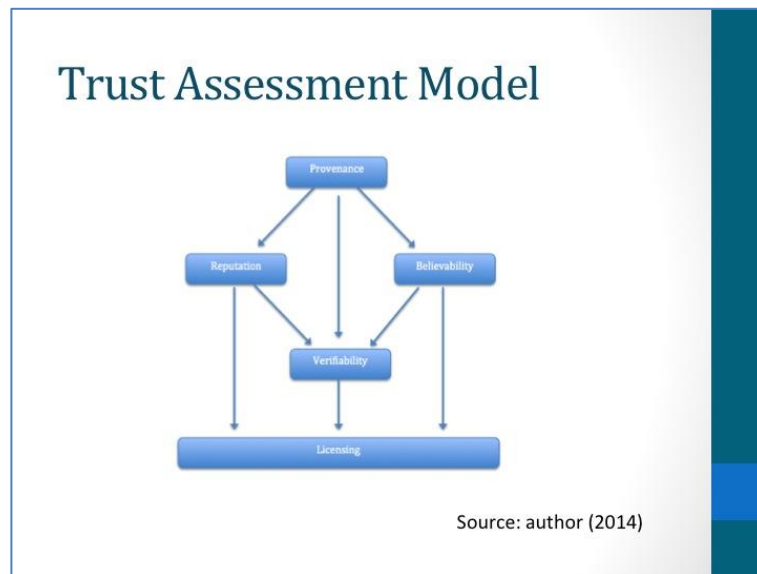 Trust Assessment Model
Provenance
Reputation
Believability
Verifiability
Licensing
Source: author (2014)